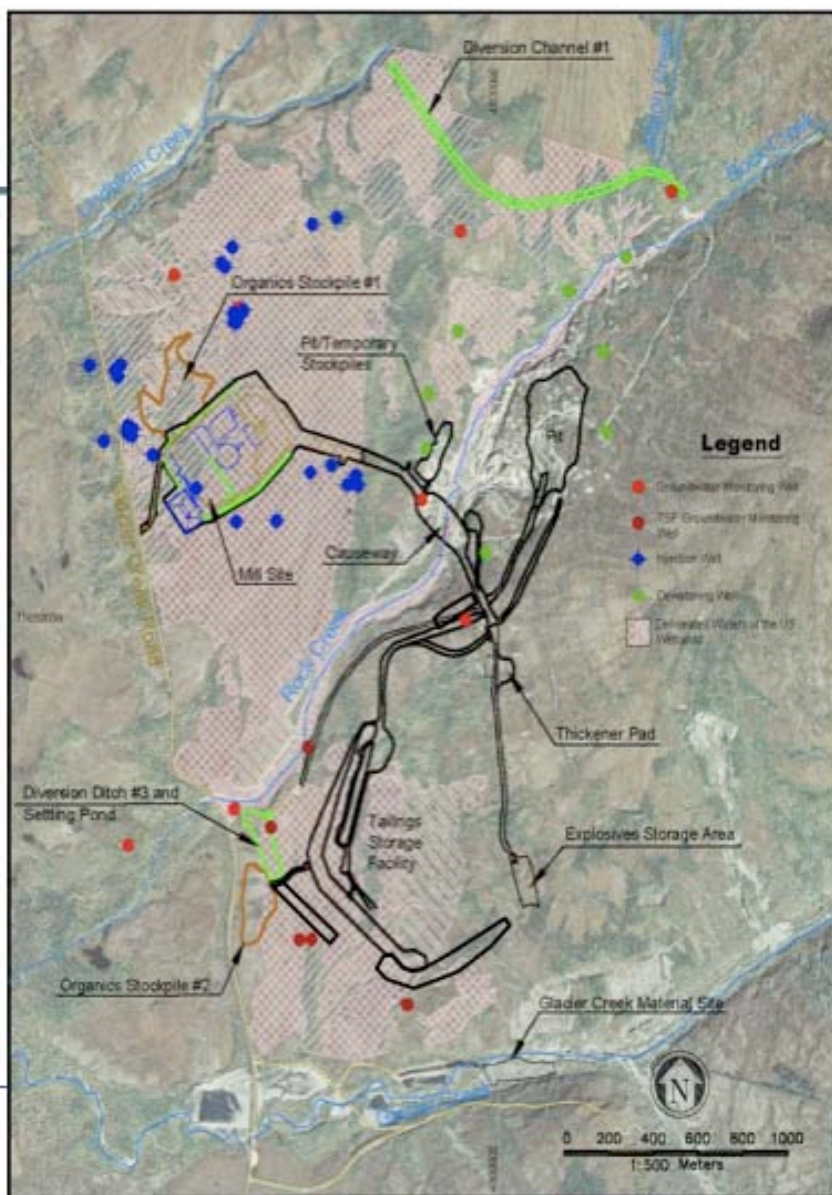 Diversion Channel #1
Creek
Creek
Organics Stockpile #1
Pit/Temporary
Stockpiles
Pit
Legend
Groundwater Monitoring Well
TSF Groundwater Monitoring
Well
Injection Well
Dewatering Well
Delineated Waters of the US
Wetlands
Causeway
Mill Site
Rock Creek
Thickener Pad
Diversion Ditch #3 and
Settling Pond
Tailings
Storage
Facility
Explosives Storage Area
Organics Stockpile #2
Glacier Creek Material Site
N
0 200 400 600 800 1000
1:500 Meters